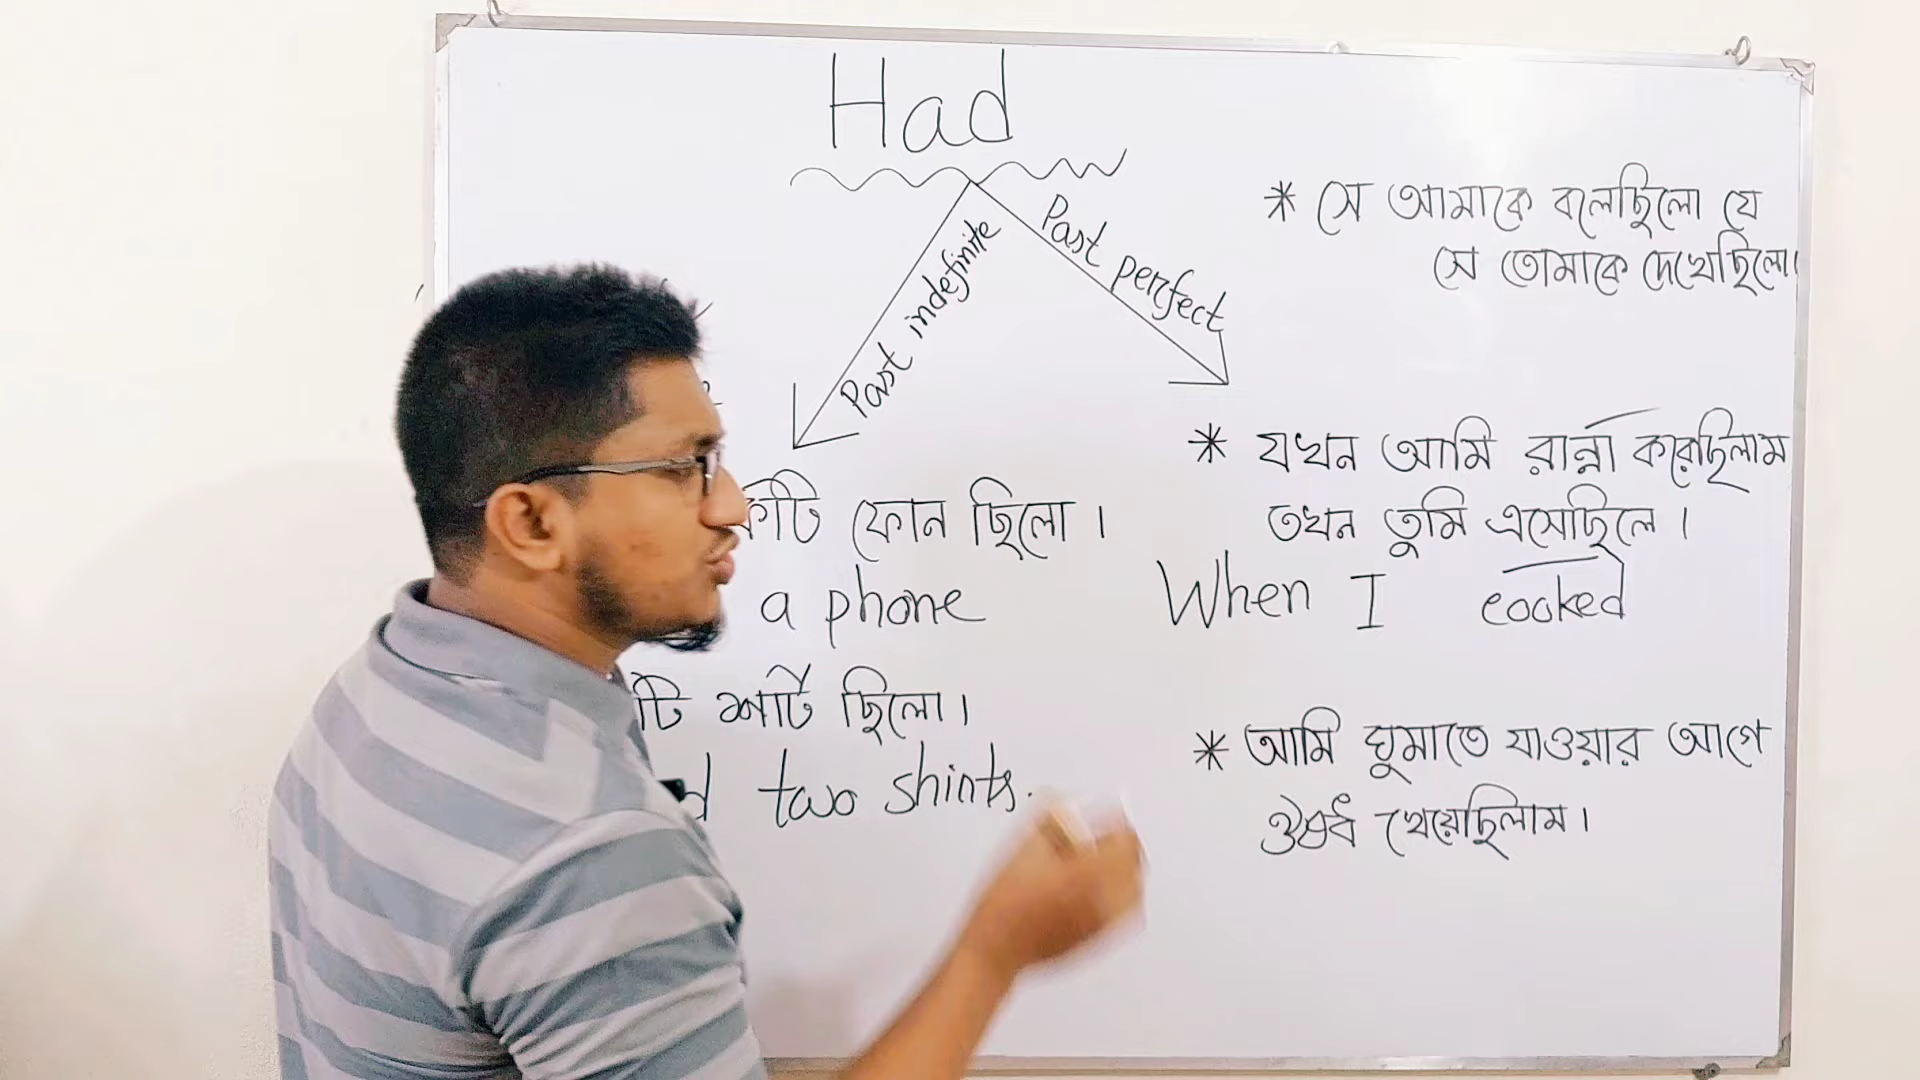 Had
Past indefinite
Past perfect
ফোন ছিলো।
a phone
টি শার্ট ছিলো।
two shirts.
* সে আমাকে বলেছিলো যে
সে তোমাকে দেখেছিলো।
* যখন আমি রান্না করেছিলাম
তখন তুমি এসেছিলে।
When I cooked
* আমি ঘুমাতে যাওয়ার আগে
ঔষধ খেয়েছিলাম।